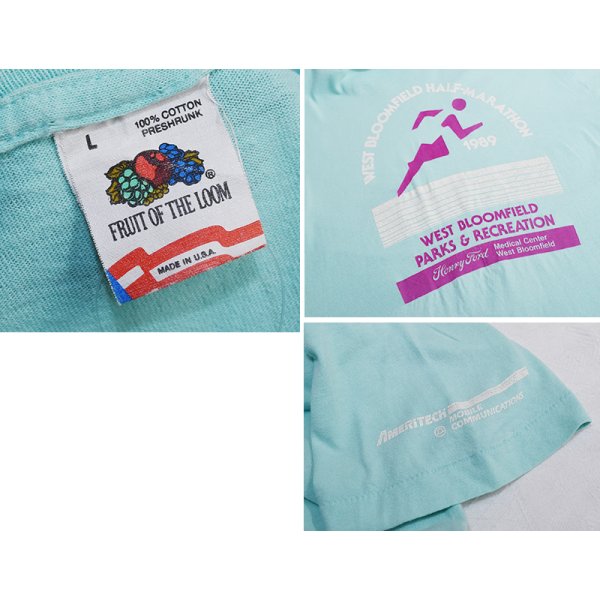 L
100% COTTON
PRESHRUNK
®
FRUIT OF THE LOOM
MADE IN U.S.A.
WEST BLOOMFIELD HALF-MARATHON
1989
WEST BLOOMFIELD
PARKS & RECREATION
Henry Ford Medical Center
West Bloomfield
AMERITECH
MOBILE
COMMUNICATIONS